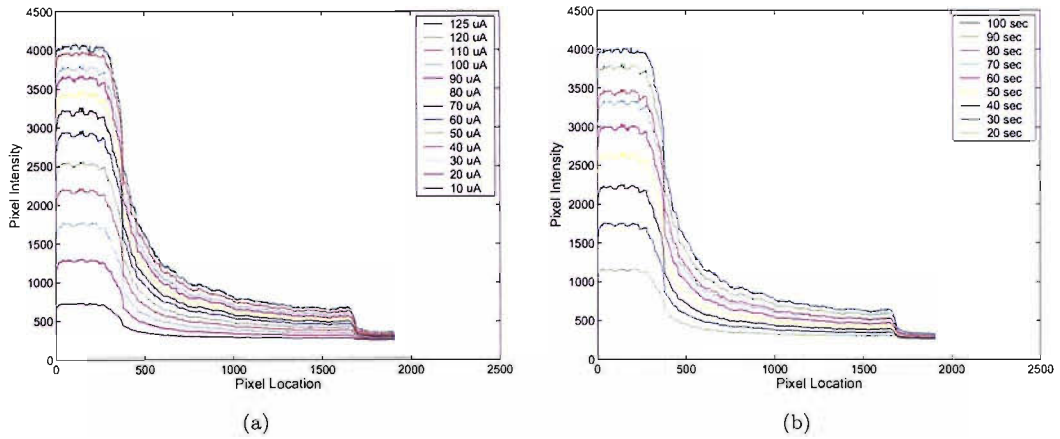 4500
4000
3500
3000
2500
2000
1500
1000
500
0
Pixel Intensity
0
500
1000
1500
2000
2500
Pixel Location
125 uA
120 uA
110 uA
100 uA
90 uA
80 uA
70 uA
60 uA
50 uA
40 uA
30 uA
20 uA
10 uA
(a)
4500
4000
3500
3000
2500
2000
1500
1000
500
0
Pixel Intensity
0
500
1000
1500
2000
2500
Pixel Location
100 sec
90 sec
80 sec
70 sec
60 sec
50 sec
40 sec
30 sec
20 sec
(b)